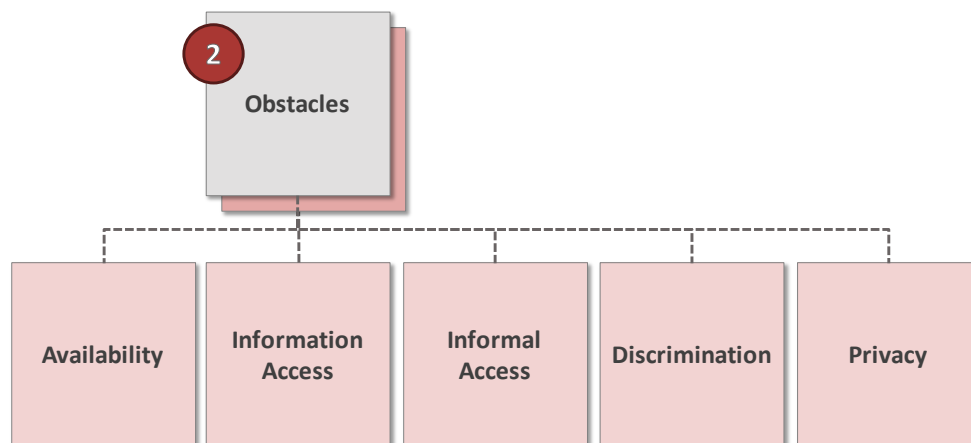 2
Obstacles
Availability
Information
Access
Informal
Access
Discrimination
Privacy